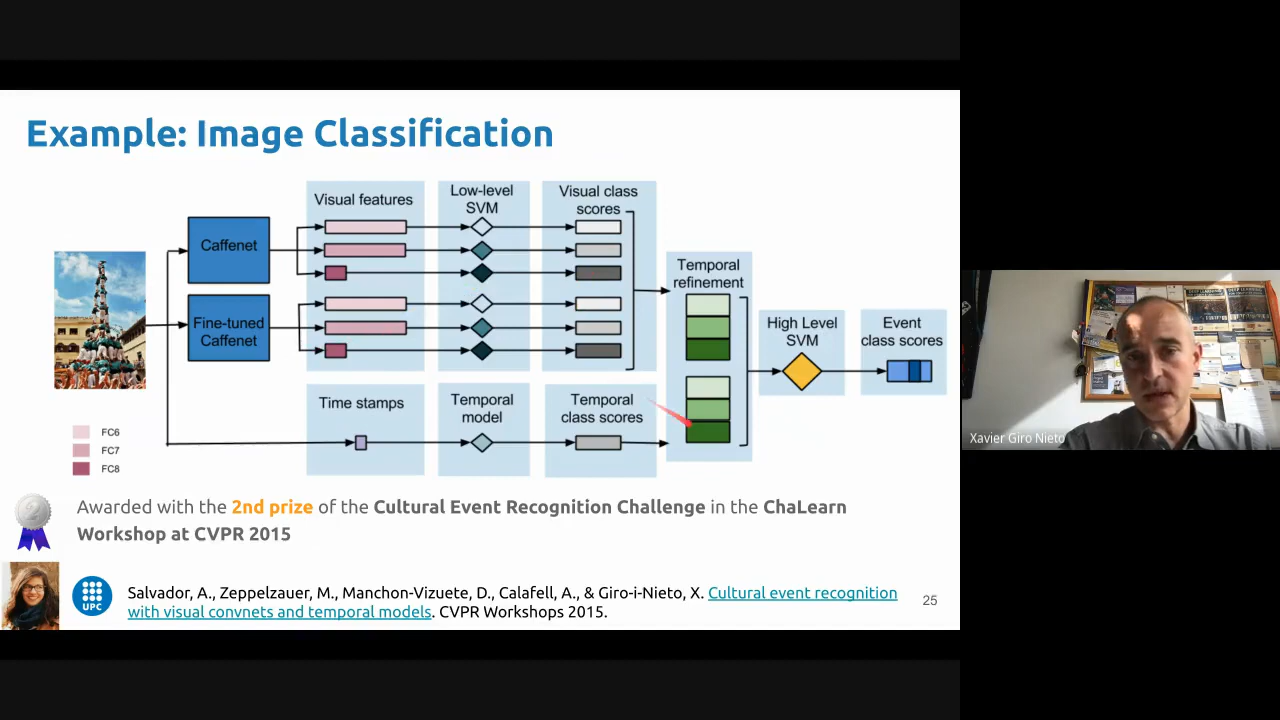 Example: Image Classification
Visual features
Low-level
SVM
Visual class
scores
Caffenet
Fine-tuned
Caffenet
Temporal
refinement
High Level
SVM
Event
class scores
Time stamps
Temporal
model
Temporal
class scores
FC6
FC7
FC8
2
Awarded with the 2nd prize of the Cultural Event Recognition Challenge in the ChaLearn
Workshop at CVPR 2015
UPC
Salvador, A., Zeppelzauer, M., Manchon-Vizuete, D., Calafell, A., & Giro-i-Nieto, X. Cultural event recognition
with visual convnets and temporal models. CVPR Workshops 2015.
25
Xavier Giro Nieto